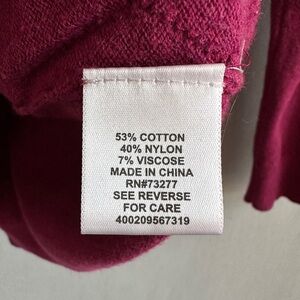 53% COTTON
40% NYLON
7% VISCOSE
MADE IN CHINA
RN#73277
SEE REVERSE
FOR CARE
400209567319